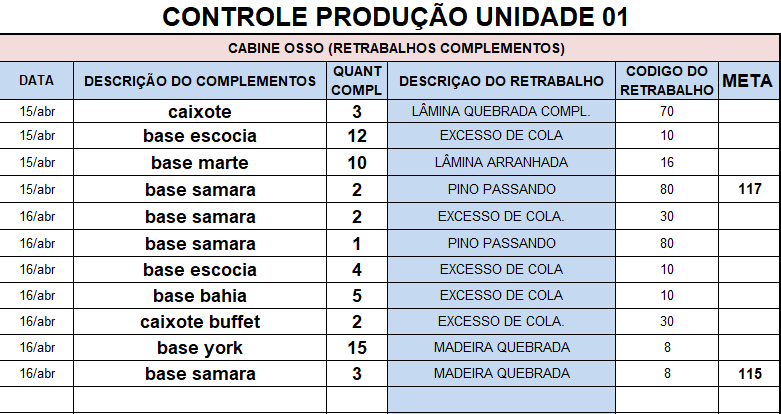 CONTROLE PRODUÇÃO UNIDADE 01
CABINE OSSO (RETRABALHOS COMPLEMENTOS)
DATA DESCRIÇÃO DO COMPLEMENTOS QUANT COMPL DESCRIÇAO DO RETRABALHO CODIGO DO RETRABALHO META
15/abr caixote 3 LÂMINA QUEBRADA COMPL. 70
15/abr base escocia 12 EXCESSO DE COLA 10
15/abr base marte 10 LÂMINA ARRANHADA 16
15/abr base samara 2 PINO PASSANDO 80 117
16/abr base samara 2 EXCESSO DE COLA. 30
16/abr base samara 1 PINO PASSANDO 80
16/abr base escocia 4 EXCESSO DE COLA 10
16/abr base bahia 5 EXCESSO DE COLA 10
16/abr caixote buffet 2 EXCESSO DE COLA. 30
16/abr base york 15 MADEIRA QUEBRADA 8
16/abr base samara 3 MADEIRA QUEBRADA 8 115